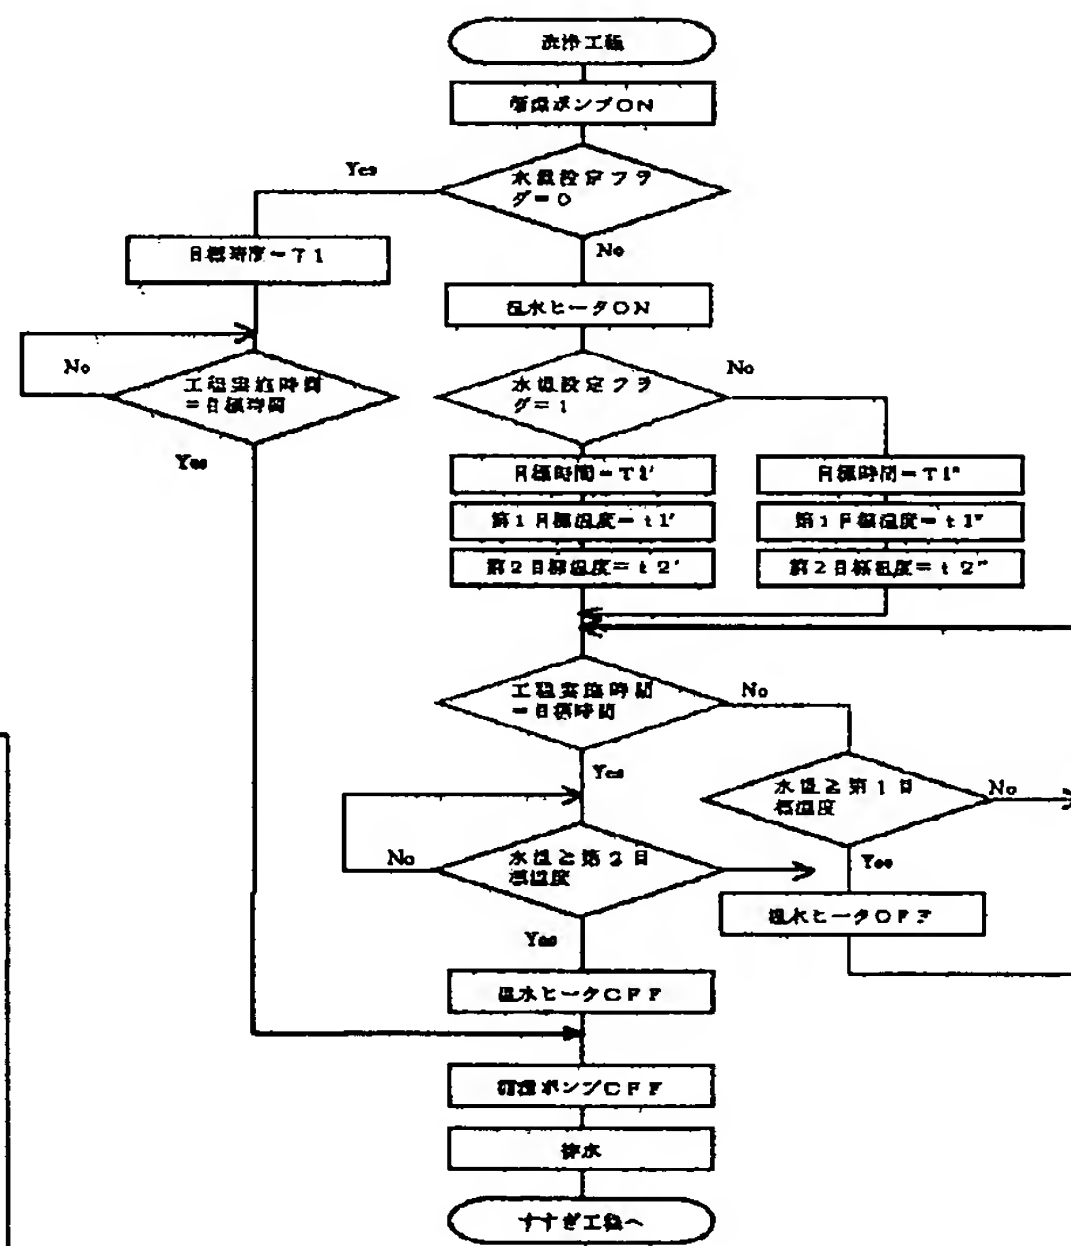 洗浄工程
循環ポンプON
Yes
水温設定フラ
グ=0
No
目標時間=T1
温水ヒータON
No
工程実施時間
=目標時間
Yes
水温設定フラ
グ=1
No
目標時間=T1'
第1目標温度=t1'
第2目標温度=t2'
目標時間=T1"
第1目標温度=t1"
第2目標温度=t2"
工程実施時間
=目標時間
No
Yes
水温≧第1目
標温度
No
Yes
No
水温≧第2目
標温度
Yes
温水ヒータOFF
温水ヒータOFF
循環ポンプOFF
排水
すすぎ工程へ